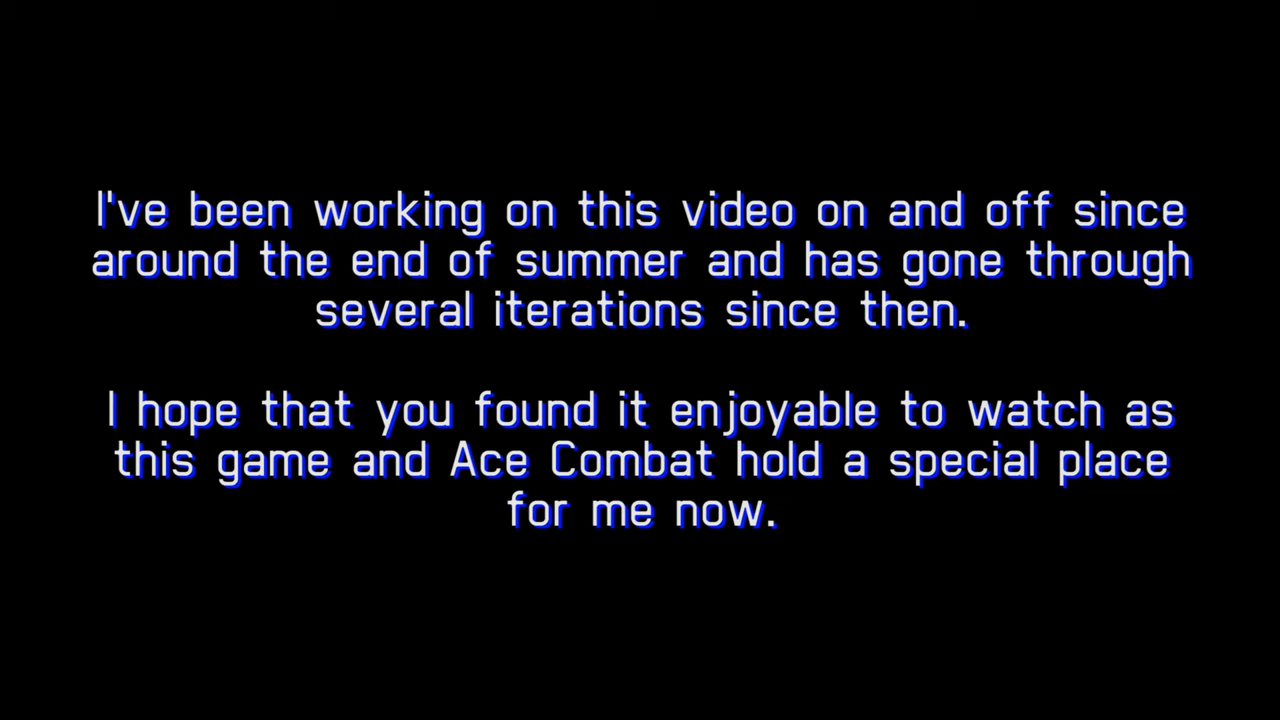 I've been working on this video on and off since
around the end of summer and has gone through
several iterations since then.
I hope that you found it enjoyable to watch as
this game and Ace Combat hold a special place
for me now.